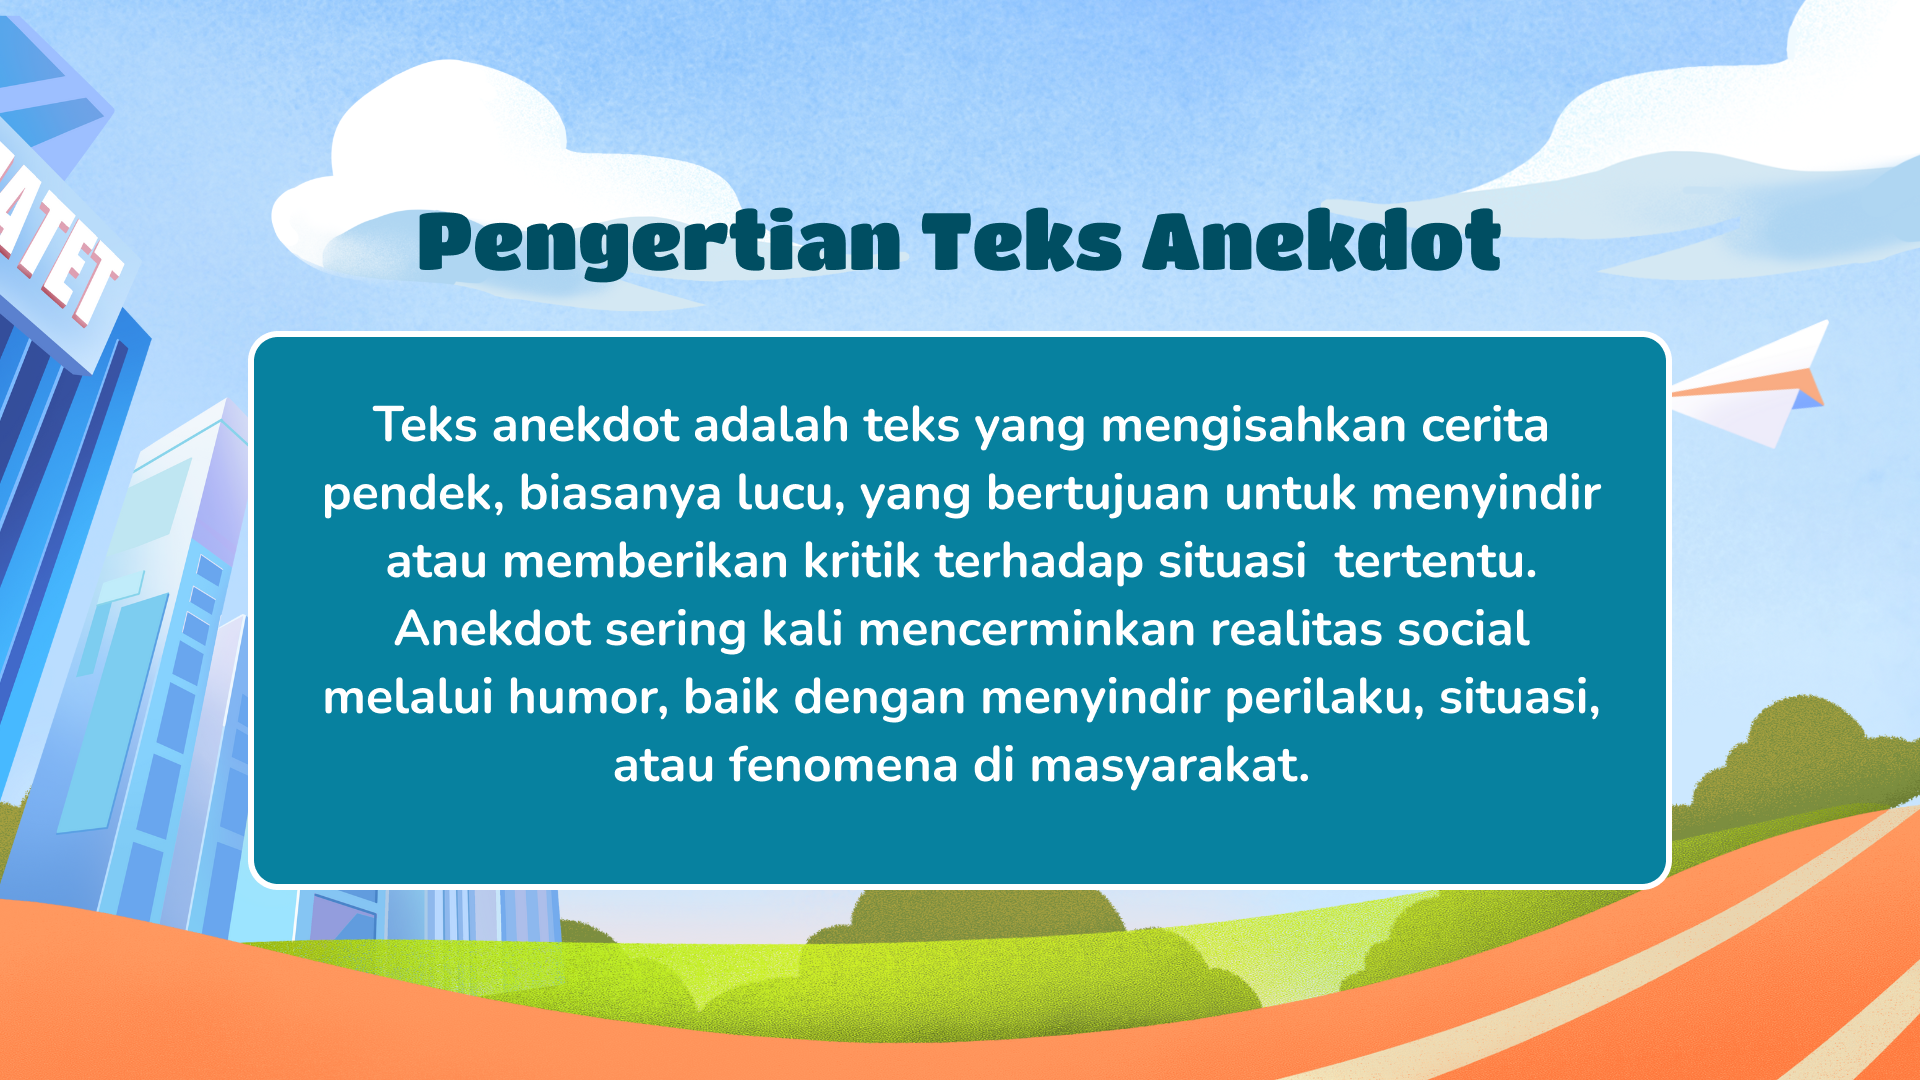 ATET
Pengertian Teks Anekdot
Teks anekdot adalah teks yang mengisahkan cerita
pendek, biasanya lucu, yang bertujuan untuk menyindir
atau memberikan kritik terhadap situasi  tertentu.
Anekdot sering kali mencerminkan realitas social
melalui humor, baik dengan menyindir perilaku, situasi,
atau fenomena di masyarakat.